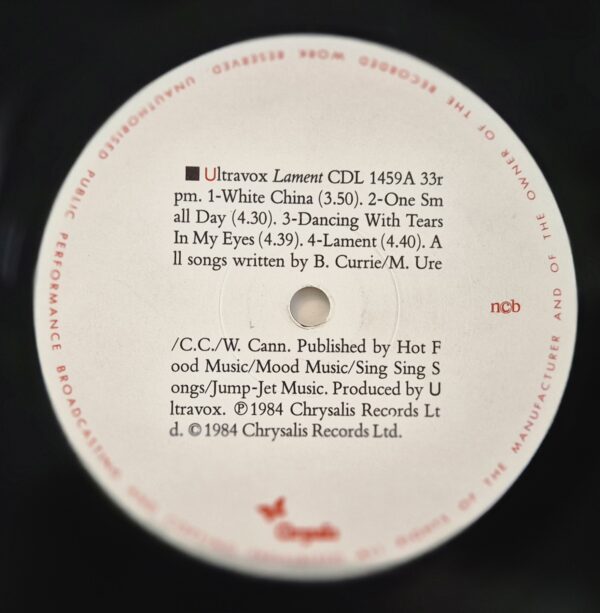 ■ Ultravox Lament CDL 1459A 33r
pm. 1-White China (3.50). 2-One Sm
all Day (4.30). 3-Dancing With Tears
In My Eyes (4.39). 4-Lament (4.40). A
ll songs written by B. Currie/M. Ure
ncb
/C.C./W. Cann. Published by Hot F
ood Music/Mood Music/Sing Sing S
ongs/Jump-Jet Music. Produced by U
ltravox. ℗1984 Chrysalis Records Lt
d. ©1984 Chrysalis Records Ltd.
Chrysalis
OF THE MANUFACTURER AND OF THE OWNER OF THE RECORDED WORK RESERVED. UNAUTHORISED PUBLIC PERFORMANCE BROADCASTING